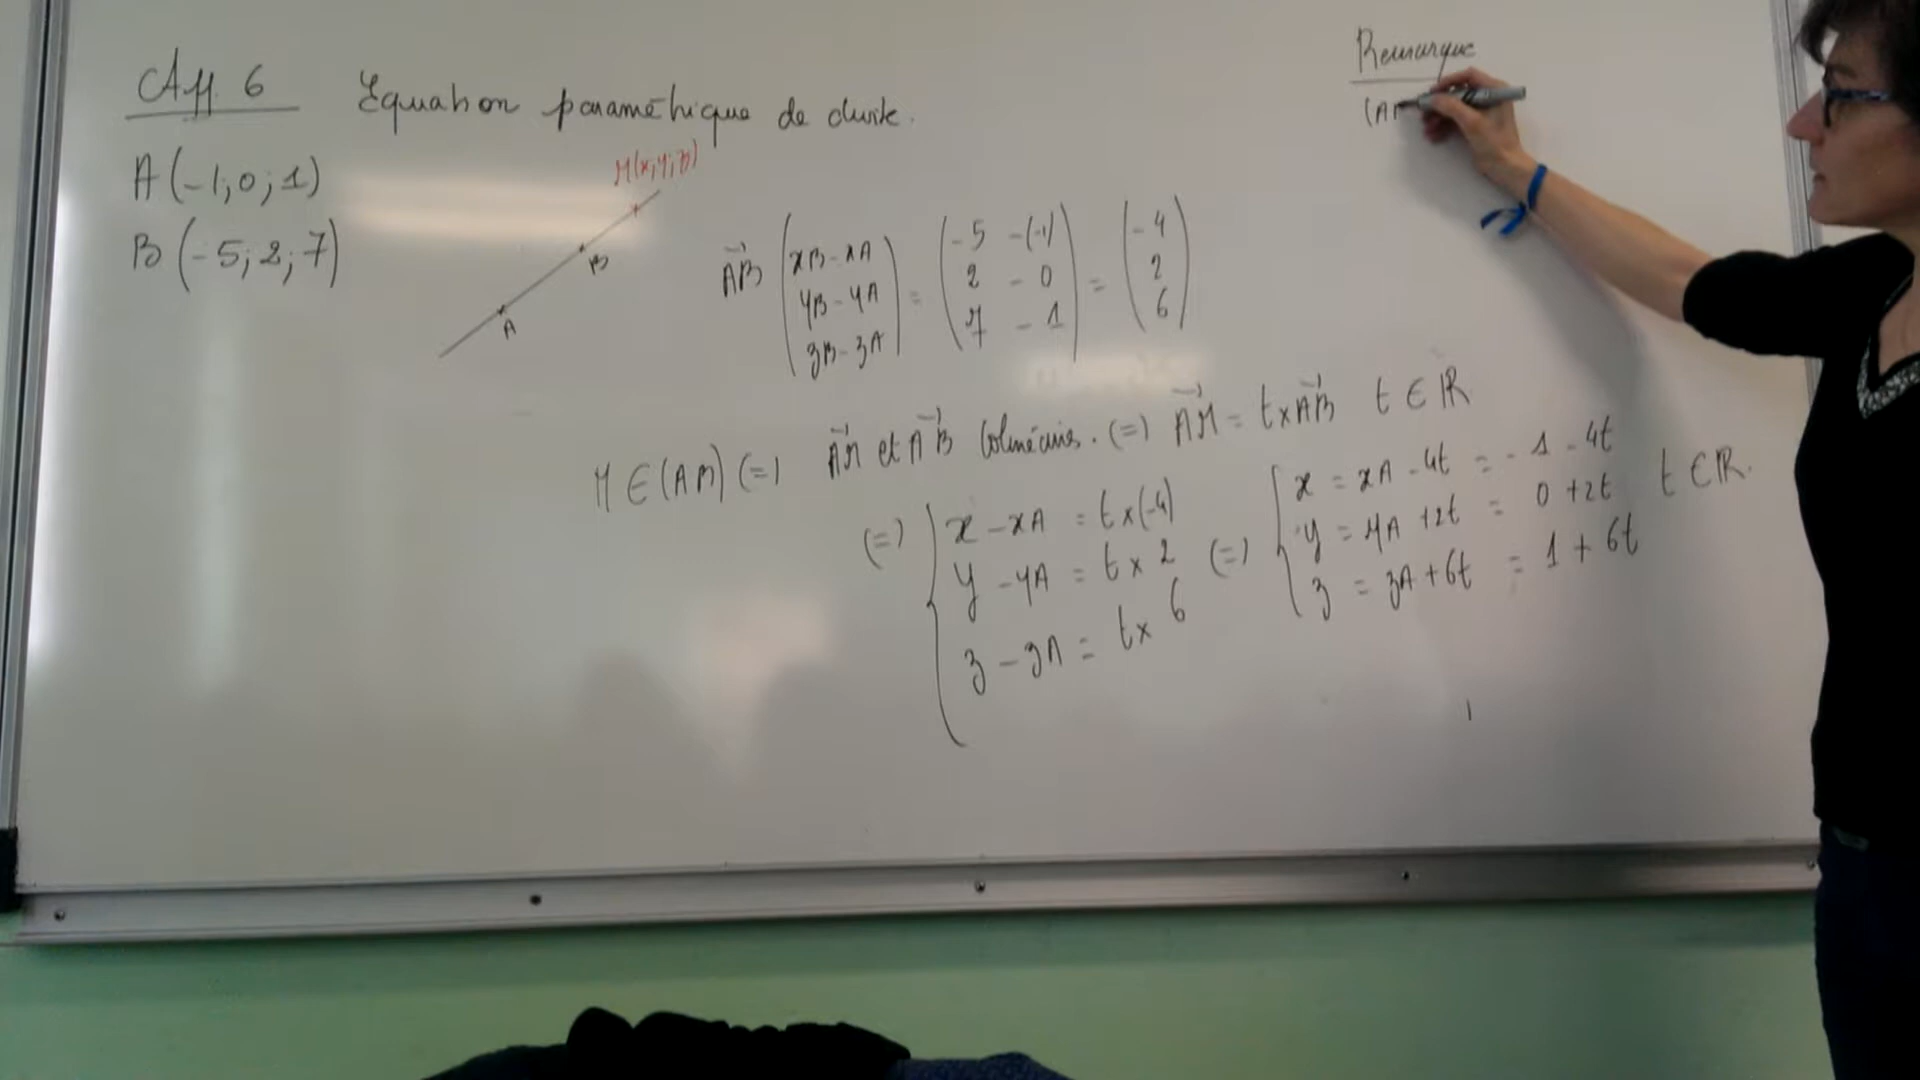 Aff. 6 Equation paramétrique de droite.
A(-1; 0; 1)
B(-5; 2; 7)
M(x; y; z)
B
A
AB⃗ (xB - xA = (-5 -(-1) = (-4
yB - yA 2 - 0 2
zB - zA) 7 - 1) 6)
M ∈ (AB) (=) AM⃗ et AB⃗ Colinéaires. (=) AM⃗ = t×AB⃗ t ∈ ℝ
(=) { x - xA = t×(-4) (=) { x = xA - 4t = -1 - 4t
y - yA = t×2 y = yA + 2t = 0 + 2t t ∈ ℝ.
z - zA = t×6 z = zA + 6t = 1 + 6t
Remarque
(A